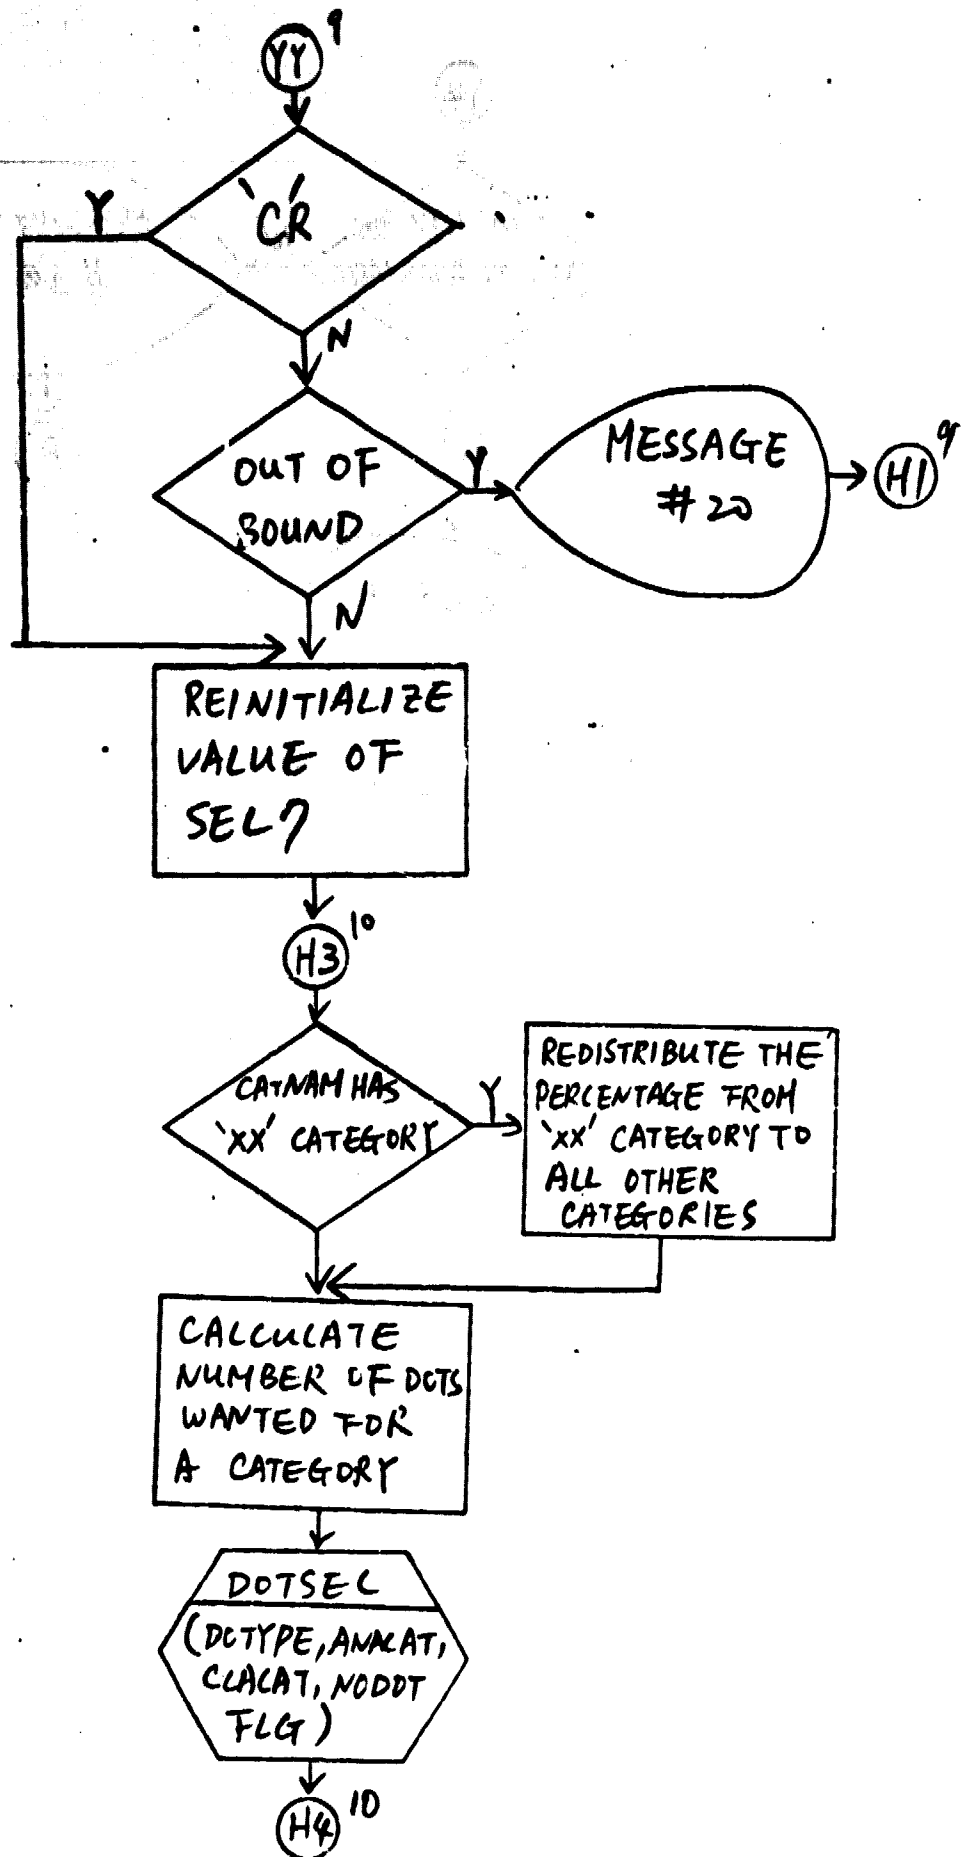 YY 9
'CR'
Y
N
OUT OF
BOUND
Y
MESSAGE
# 20
H1 9
N
REINITIALIZE
VALUE OF
SEL7
H3 10
CATNAM HAS
'XX' CATEGORY
Y
REDISTRIBUTE THE
PERCENTAGE FROM
'XX' CATEGORY TO
ALL OTHER
CATEGORIES
CALCULATE
NUMBER OF DOTS
WANTED FOR
A CATEGORY
DOTSEL
(DOTYPE, ANACAT,
CLACAT, NODOT
FLG)
H4 10